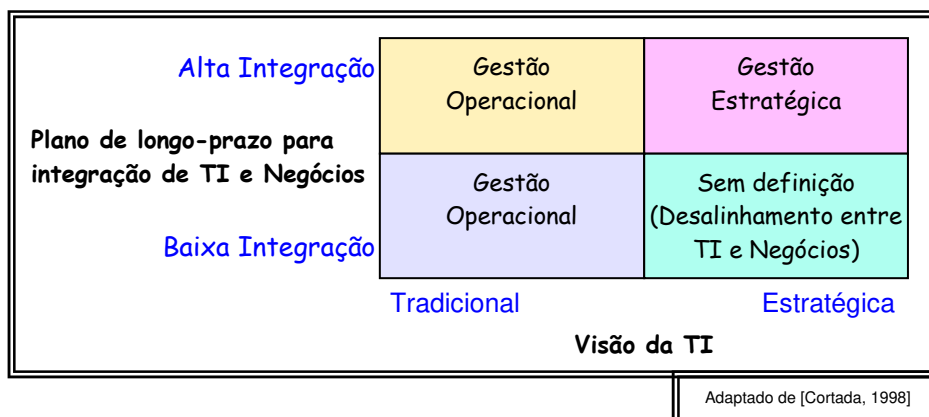 Alta Integração
Gestão
Operacional
Gestão
Estratégica
Plano de longo-prazo para
integração de TI e Negócios
Baixa Integração
Gestão
Operacional
Sem definição
(Desalinhamento entre
TI e Negócios)
Tradicional
Estratégica
Visão da TI
Adaptado de [Cortada, 1998]